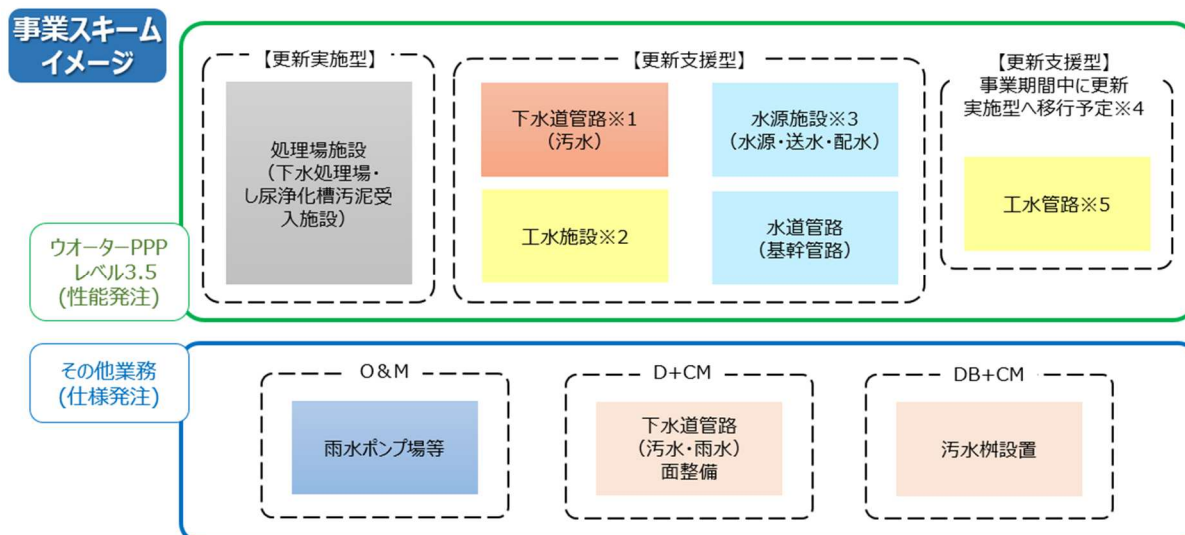 事業スキーム
イメージ
ウオーターPPP
レベル3.5
(性能発注)
【更新実施型】
処理場施設
（下水処理場・
し尿浄化槽汚泥受
入施設）
【更新支援型】
下水道管路※1
（汚水）
水源施設※3
（水源・送水・配水）
工水施設※2
水道管路
（基幹管路）
【更新支援型】
事業期間中に更新
実施型へ移行予定※4
工水管路※5
その他業務
(仕様発注)
O&M
雨水ポンプ場等
D+CM
下水道管路
（汚水・雨水）
面整備
DB+CM
汚水桝設置